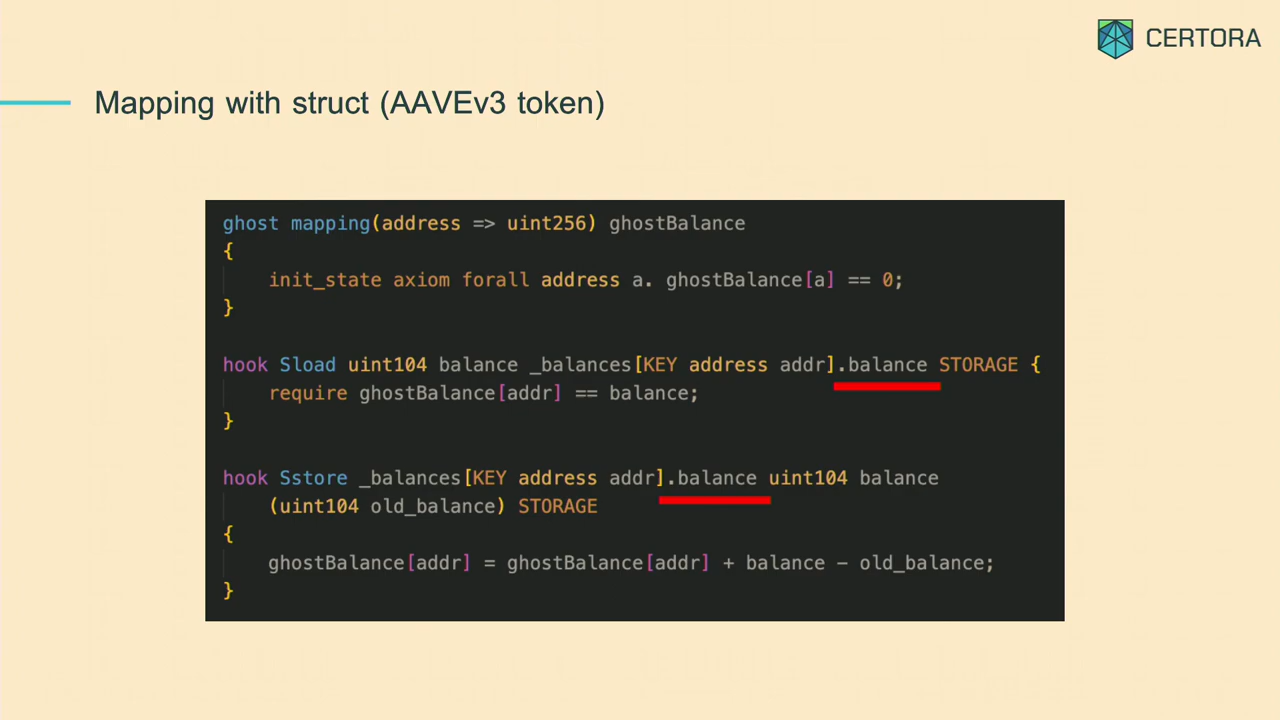 CERTORA
Mapping with struct (AAVEv3 token)
ghost mapping(address => uint256) ghostBalance
{
    init_state axiom forall address a. ghostBalance[a] == 0;
}
hook Sload uint104 balance _balances[KEY address addr].balance STORAGE {
    require ghostBalance[addr] == balance;
}
hook Sstore _balances[KEY address addr].balance uint104 balance
    (uint104 old_balance) STORAGE
{
    ghostBalance[addr] = ghostBalance[addr] + balance - old_balance;
}